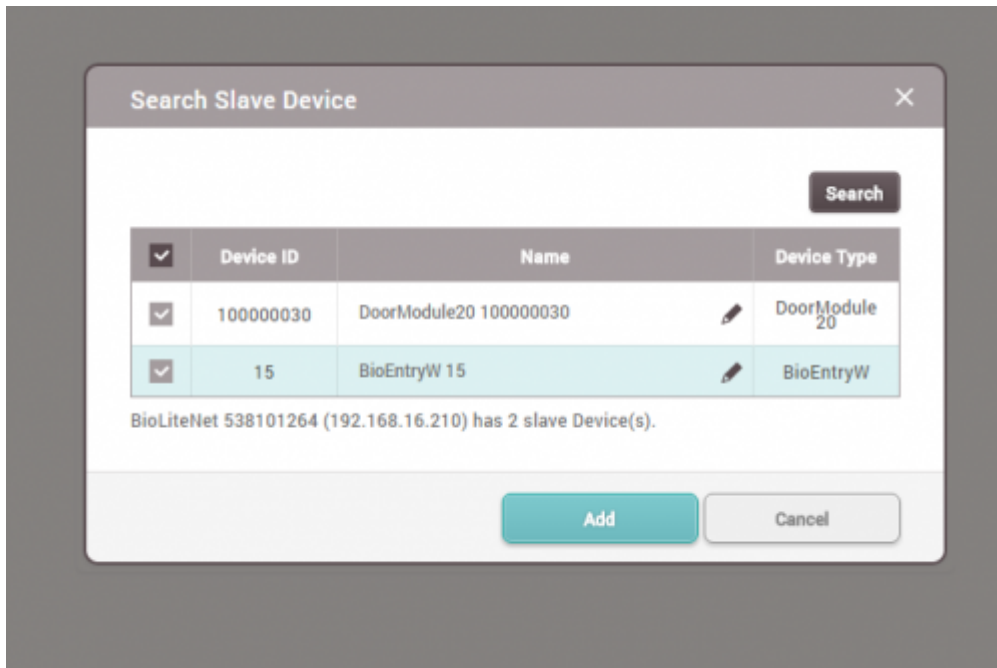 Search Slave Device
Search
Device ID Name Device Type
100000030 DoorModule20 100000030 DoorModule
20
15 BioEntryW 15 BioEntryW
BioLiteNet 538101264 (192.168.16.210) has 2 slave Device(s).
Add Cancel